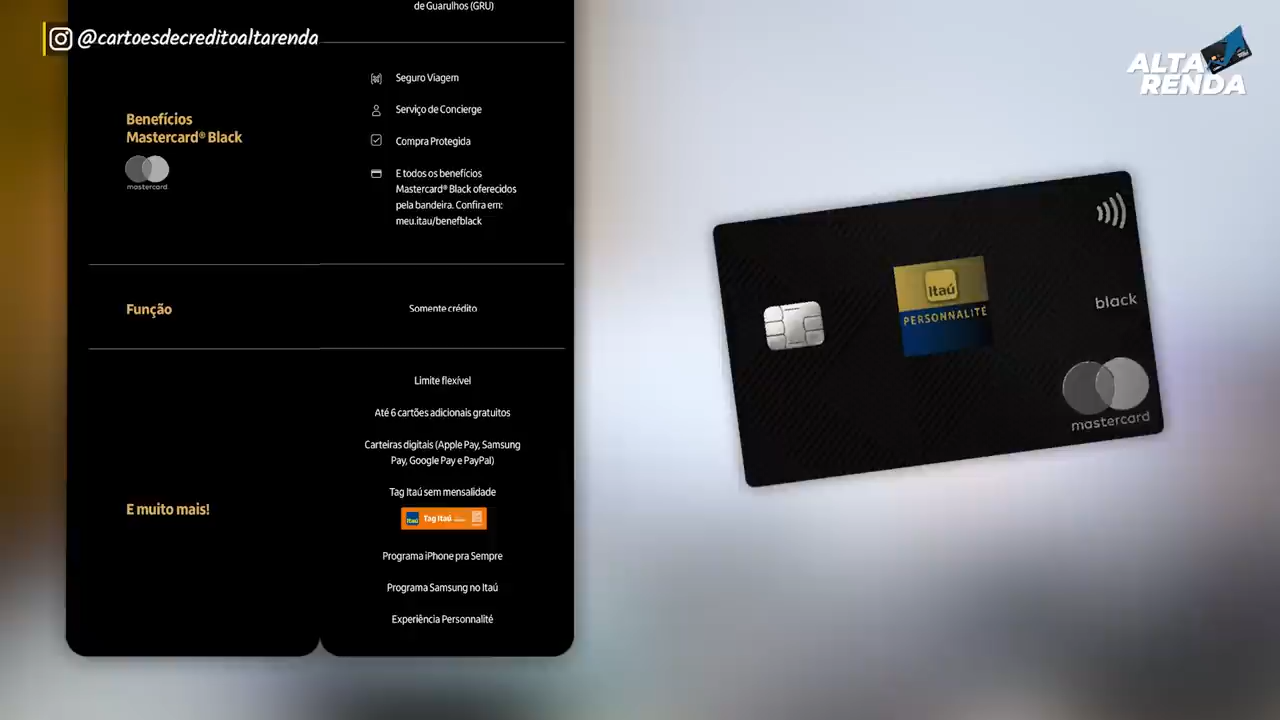 de Guarulhos (GRU)
@cartoesdecreditoaltarenda
ALTA
RENDA
Benefícios
Mastercard® Black
mastercard
Seguro Viagem
Serviço de Concierge
Compra Protegida
E todos os benefícios
Mastercard® Black oferecidos
pela bandeira. Confira em:
meu.itau/benefblack
Função
Somente crédito
E muito mais!
Limite flexível
Até 6 cartões adicionais gratuitos
Carteiras digitais (Apple Pay, Samsung
Pay, Google Pay e PayPal)
Tag Itaú sem mensalidade
Itaú Tag Itaú
Programa iPhone pra Sempre
Programa Samsung no Itaú
Experiência Personnalité
Itaú
PERSONNALITÉ
black
mastercard